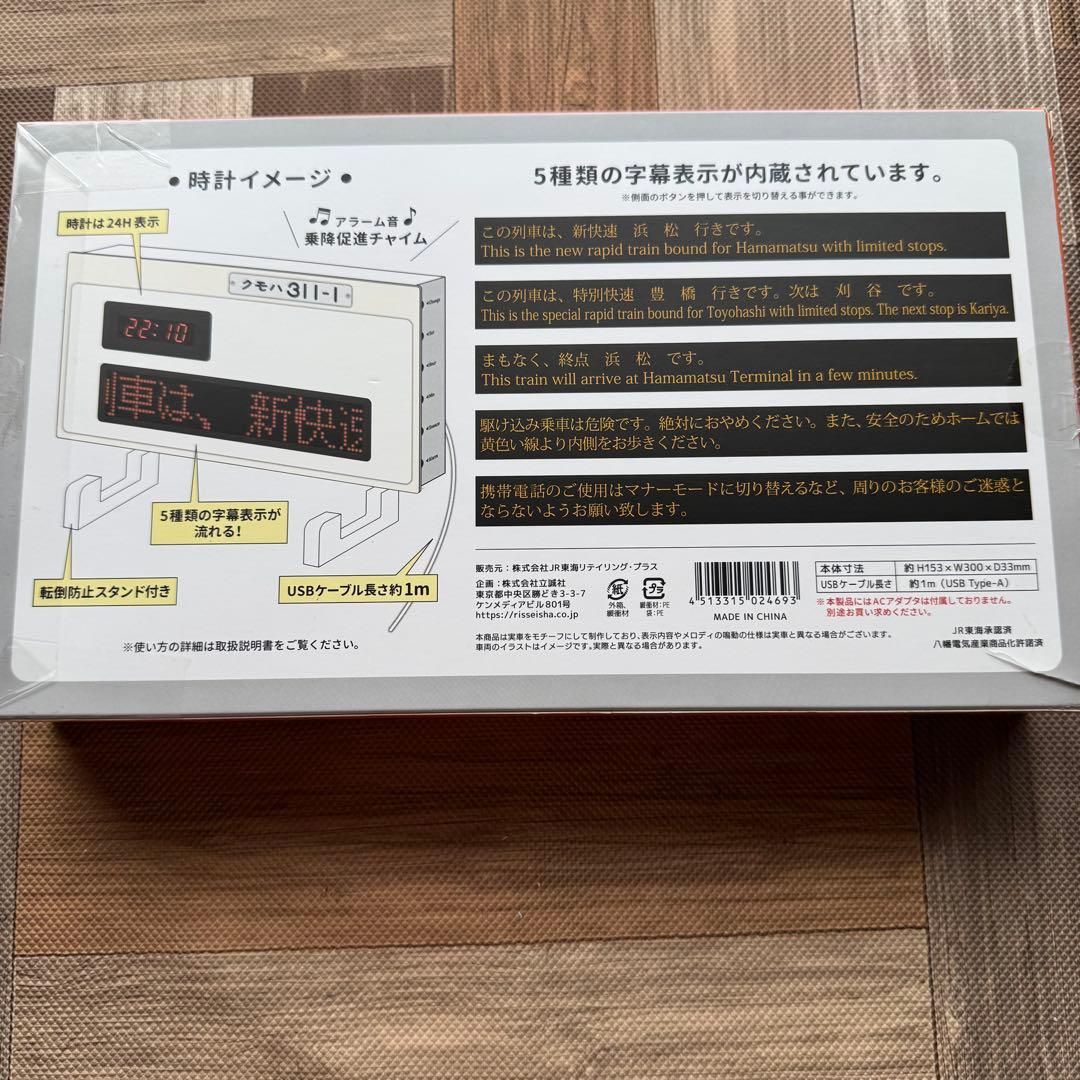 ●時計イメージ●
時計は24H表示
アラーム音
乗降促進チャイム
クモハ311-1
22:10
車は、 新快速
5種類の字幕表示が
流れる！
転倒防止スタンド付き
USBケーブル長さ約1m
※使い方の詳細は取扱説明書をご覧ください。
5種類の字幕表示が内蔵されています。
※側面のボタンを押して表示を切り替える事ができます。
この列車は、新快速 浜 松 行きです。
This is the new rapid train bound for Hamamatsu with limited stops.
この列車は、特別快速 豊 橋 行きです。次は 刈 谷 です。
This is the special rapid train bound for Toyohashi with limited stops. The next stop is Kariya.
まもなく、終点 浜 松 です。
This train will arrive at Hamamatsu Terminal in a few minutes.
駆け込み乗車は危険です。絶対におやめください。また、安全のためホームでは
黄色い線より内側をお歩きください。
携帯電話のご使用はマナーモードに切り替えるなど、周りのお客様のご迷惑と
ならないようお願い致します。
販売元：株式会社JR東海リテイリング・プラス
企画：株式会社立誠社
東京都中央区勝どき3-3-7
ケンメディアビル801号
https://risseisha.co.jp
紙
外箱、
緩衝材
プラ
緩衝材：PE
袋：PE
4 513315 024693
MADE IN CHINA
本体寸法 約 H153×W300×D33mm
USBケーブル長さ 約1m（USB Type-A）
※本製品にはACアダプタは付属しておりません。
別途お買い求めください。
本商品は実車をモチーフにして制作しており、表示内容やメロディの鳴動の仕様は実車と異なる場合がございます。
車両のイラストはイメージです。実際と異なる場合があります。
JR東海承認済
八幡電気産業商品化許諾済